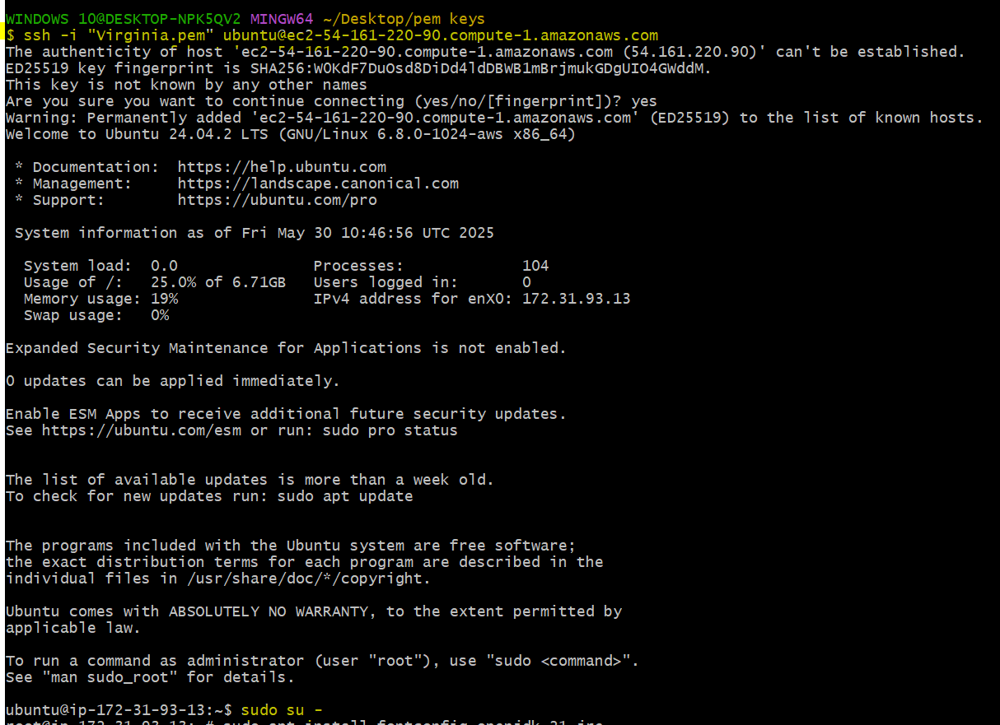 WINDOWS 10@DESKTOP-NPK5QV2 MINGW64 ~/Desktop/pem keys
$ ssh -i "Virginia.pem" ubuntu@ec2-54-161-220-90.compute-1.amazonaws.com
The authenticity of host 'ec2-54-161-220-90.compute-1.amazonaws.com (54.161.220.90)' can't be established.
ED25519 key fingerprint is SHA256:WOKdF7DuOsd8DiDd4ldDBWB1mBrjmukGDgUIO4GWddM.
This key is not known by any other names
Are you sure you want to continue connecting (yes/no/[fingerprint])? yes
Warning: Permanently added 'ec2-54-161-220-90.compute-1.amazonaws.com' (ED25519) to the list of known hosts.
Welcome to Ubuntu 24.04.2 LTS (GNU/Linux 6.8.0-1024-aws x86_64)
* Documentation: https://help.ubuntu.com
* Management: https://landscape.canonical.com
* Support: https://ubuntu.com/pro
System information as of Fri May 30 10:46:56 UTC 2025
System load: 0.0 Processes: 104
Usage of /: 25.0% of 6.71GB Users logged in: 0
Memory usage: 19% IPv4 address for enX0: 172.31.93.13
Swap usage: 0%
Expanded Security Maintenance for Applications is not enabled.
0 updates can be applied immediately.
Enable ESM Apps to receive additional future security updates.
See https://ubuntu.com/esm or run: sudo pro status
The list of available updates is more than a week old.
To check for new updates run: sudo apt update
The programs included with the Ubuntu system are free software;
the exact distribution terms for each program are described in the
individual files in /usr/share/doc/*/copyright.
Ubuntu comes with ABSOLUTELY NO WARRANTY, to the extent permitted by
applicable law.
To run a command as administrator (user "root"), use "sudo <command>".
See "man sudo_root" for details.
ubuntu@ip-172-31-93-13:~$ sudo su -
root@ip-172-31-93-13:~# sudo apt install fontconfig openjdk-21-jre